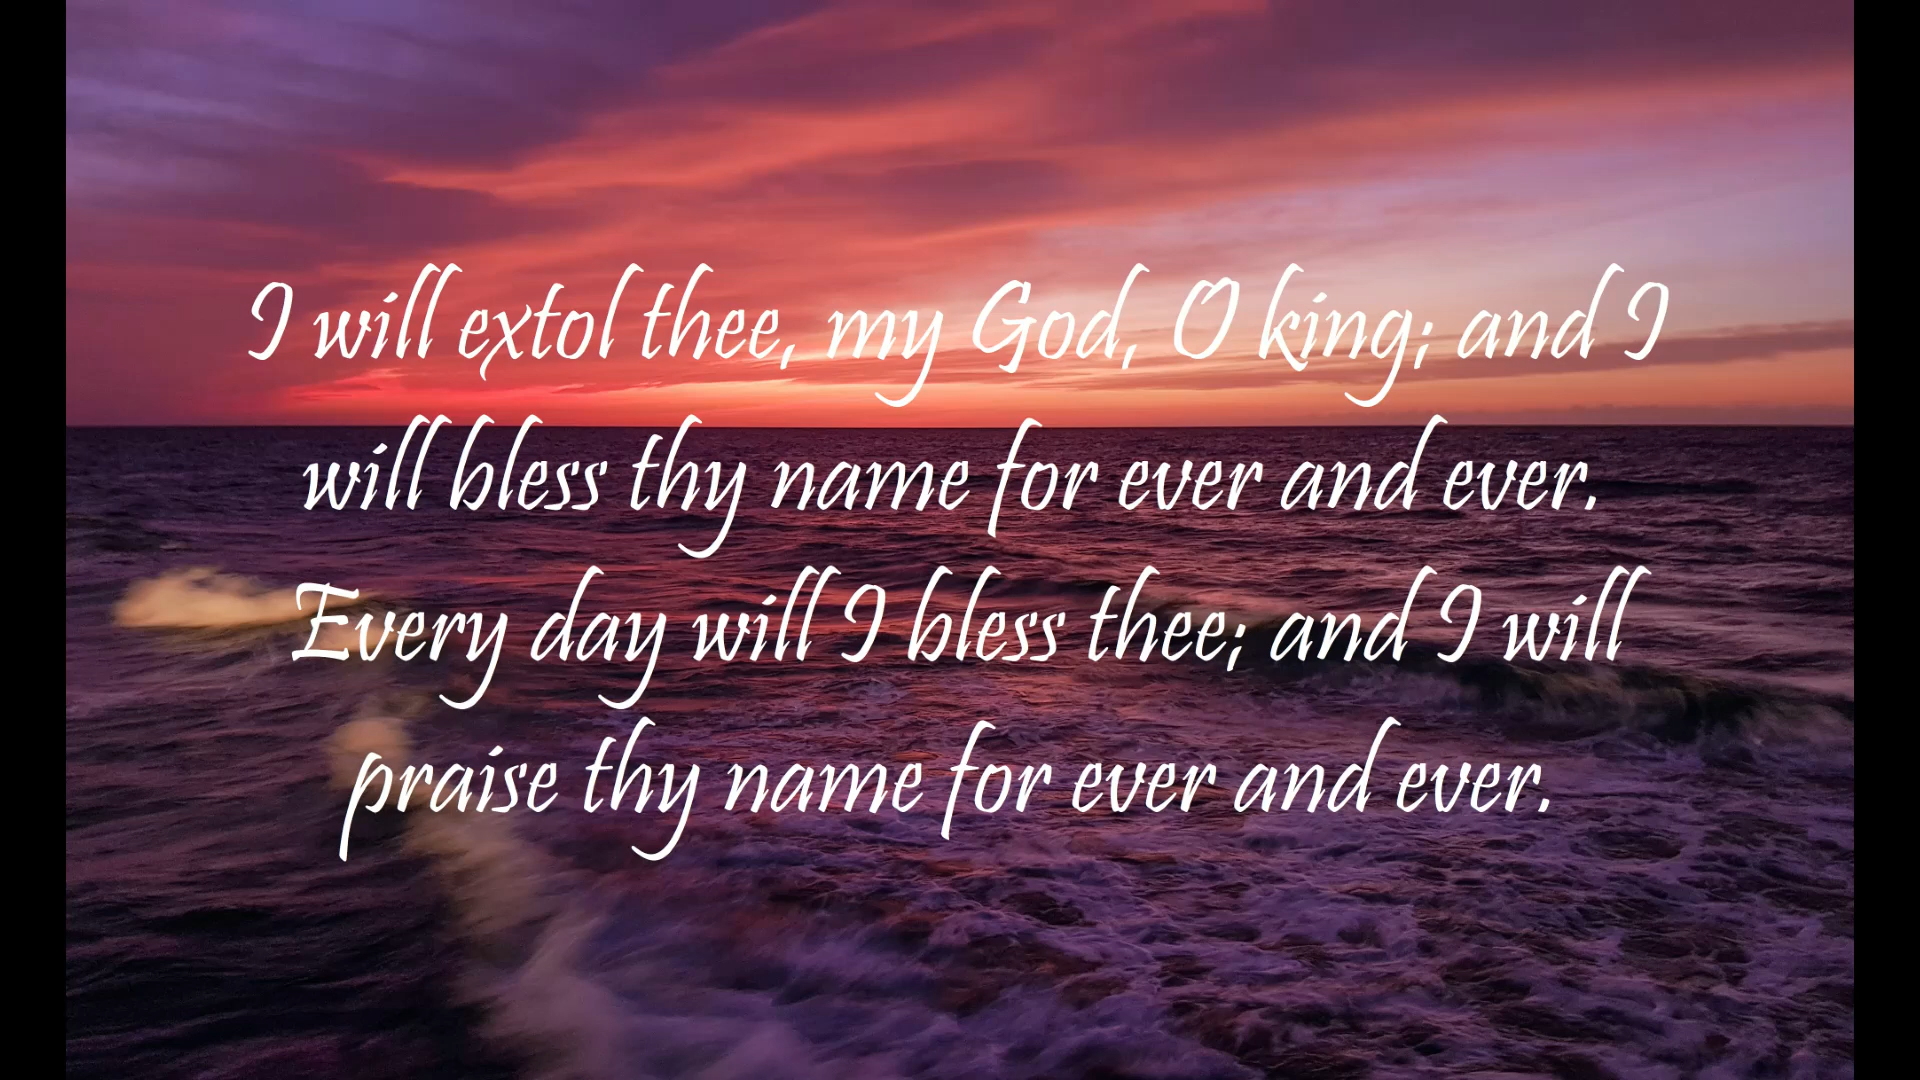 I will extol thee, my God, O king; and I
will bless thy name for ever and ever.
Every day will I bless thee; and I will
praise thy name for ever and ever.